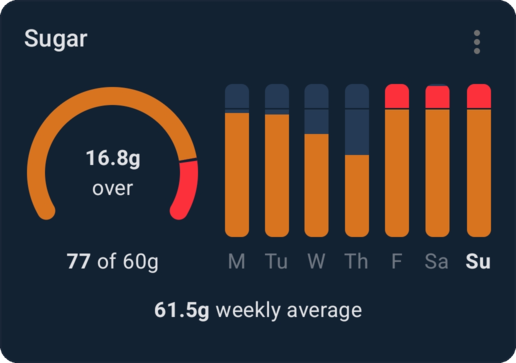 Sugar
16.8g
over
77 of 60g
M Tu W Th F Sa Su
61.5g weekly average